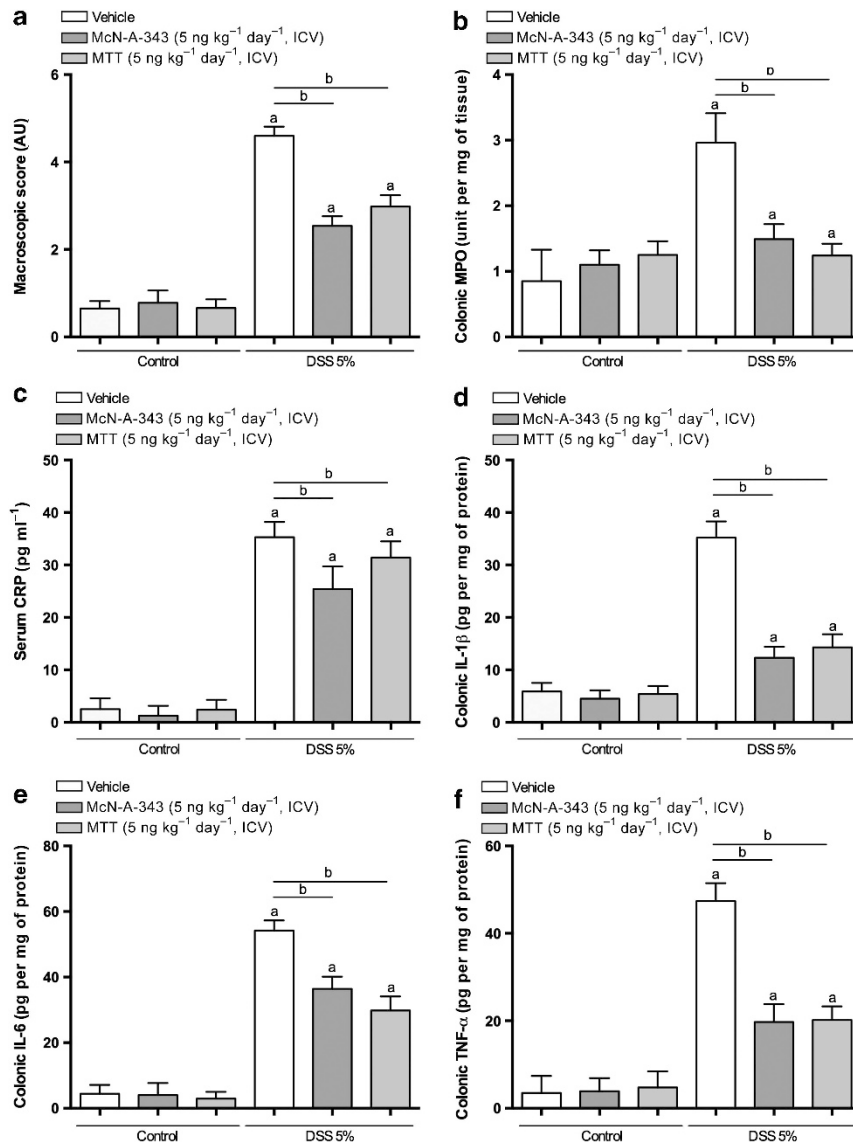 a
Vehicle
McN-A-343 (5 ng kg⁻¹ day⁻¹, ICV)
MTT (5 ng kg⁻¹ day⁻¹, ICV)
Macroscopic score (AU)
6
4
2
0
b
b
a
a
a
Control
DSS 5%
b
Vehicle
McN-A-343 (5 ng kg⁻¹ day⁻¹, ICV)
MTT (5 ng kg⁻¹ day⁻¹, ICV)
Colonic MPO (unit per mg of tissue)
4
3
2
1
0
b
b
a
a
a
Control
DSS 5%
c
Vehicle
McN-A-343 (5 ng kg⁻¹ day⁻¹, ICV)
MTT (5 ng kg⁻¹ day⁻¹, ICV)
Serum CRP (pg ml⁻¹)
50
40
30
20
10
0
b
b
a
a
a
Control
DSS 5%
d
Vehicle
McN-A-343 (5 ng kg⁻¹ day⁻¹, ICV)
MTT (5 ng kg⁻¹ day⁻¹, ICV)
Colonic IL-1β (pg per mg of protein)
50
40
30
20
10
0
b
b
a
a
a
Control
DSS 5%
e
Vehicle
McN-A-343 (5 ng kg⁻¹ day⁻¹, ICV)
MTT (5 ng kg⁻¹ day⁻¹, ICV)
Colonic IL-6 (pg per mg of protein)
80
60
40
20
0
b
b
a
a
a
Control
DSS 5%
f
Vehicle
McN-A-343 (5 ng kg⁻¹ day⁻¹, ICV)
MTT (5 ng kg⁻¹ day⁻¹, ICV)
Colonic TNF-α (pg per mg of protein)
60
40
20
0
b
b
a
a
a
Control
DSS 5%